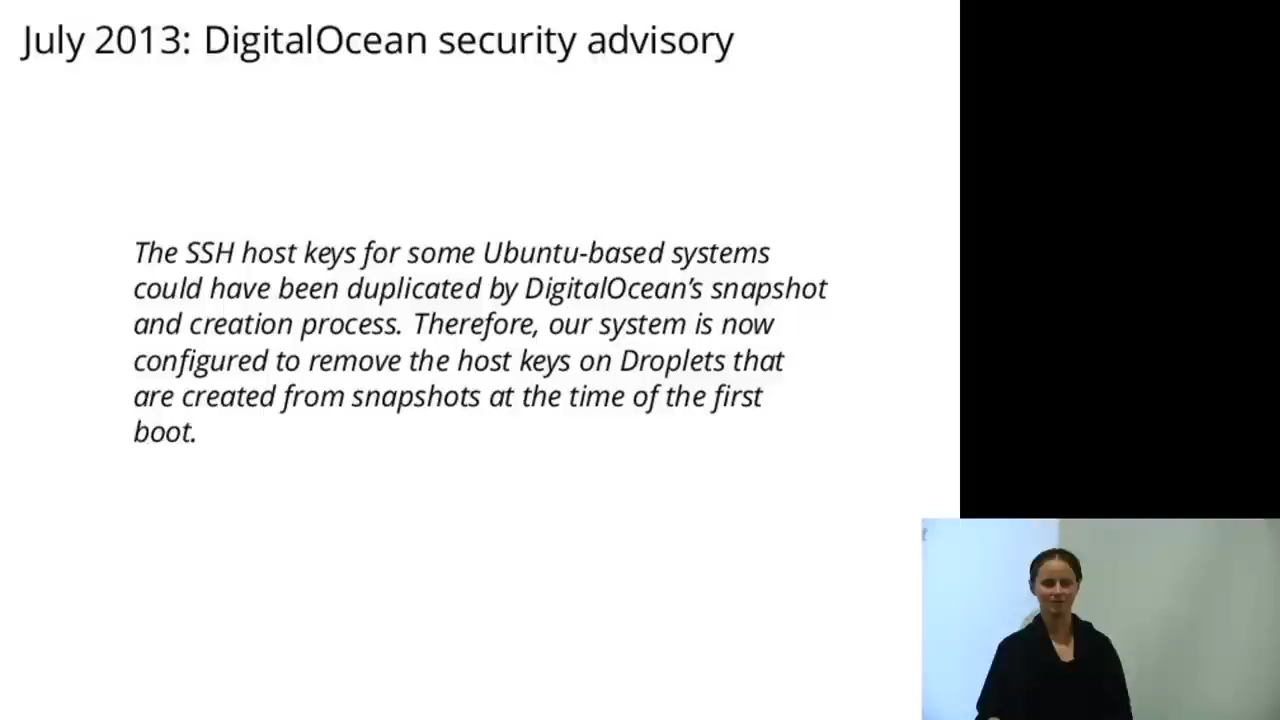 July 2013: DigitalOcean security advisory
The SSH host keys for some Ubuntu-based systems
could have been duplicated by DigitalOcean’s snapshot
and creation process. Therefore, our system is now
configured to remove the host keys on Droplets that
are created from snapshots at the time of the first
boot.